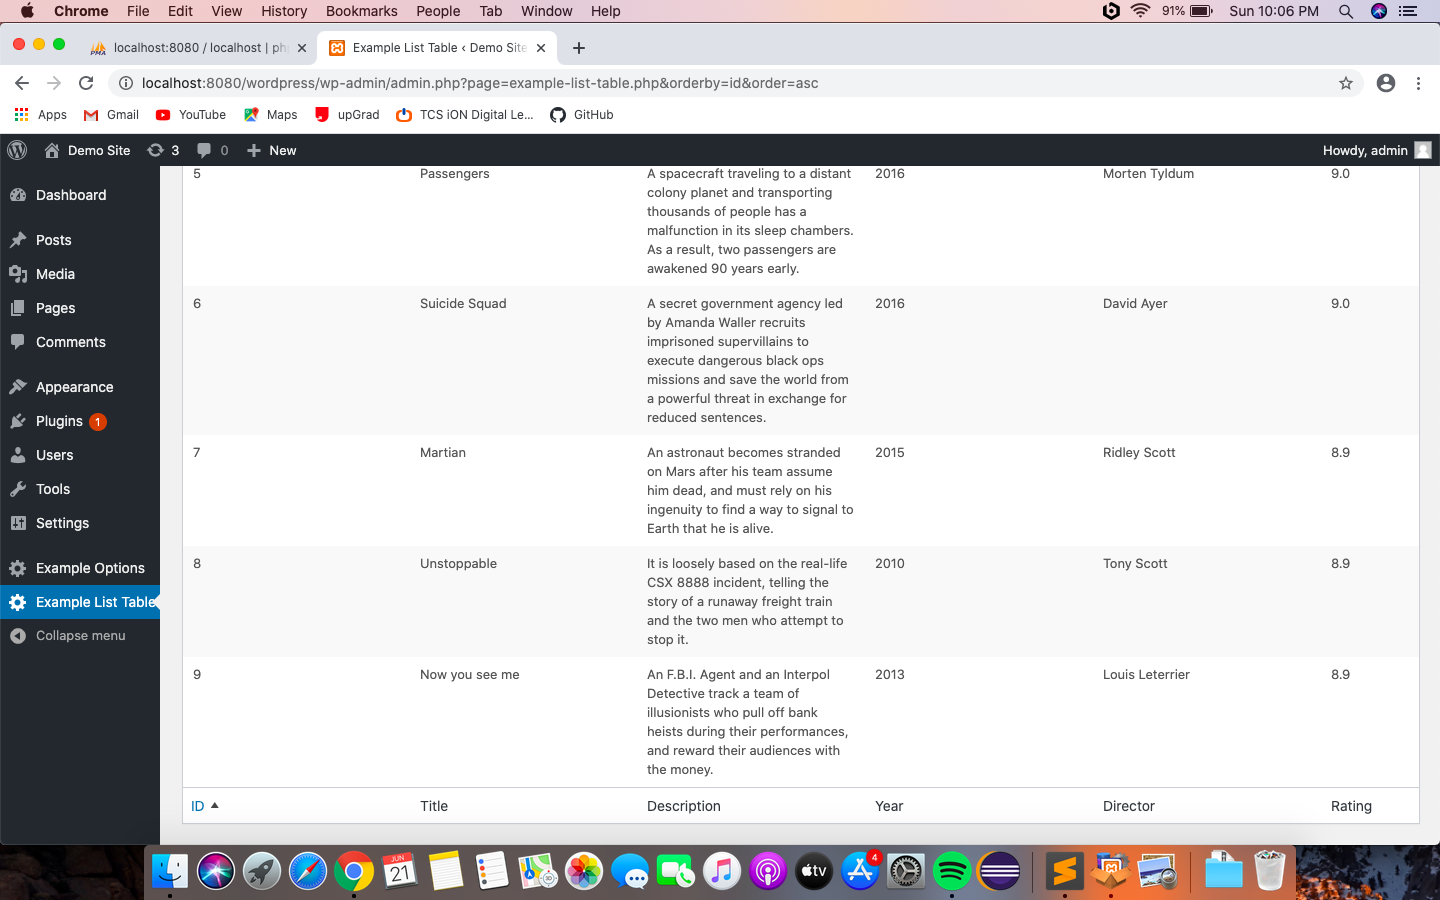 Chrome File Edit View History Bookmarks People Tab Window Help 91% Sun 10:06 PM
PMA localhost:8080 / localhost | ph Example List Table ‹ Demo Site
localhost:8080/wordpress/wp-admin/admin.php?page=example-list-table.php&orderby=id&order=asc
Apps Gmail YouTube Maps upGrad TCS iON Digital Le... GitHub
Demo Site 3 0 New Howdy, admin
Dashboard
Posts
Media
Pages
Comments
Appearance
Plugins 1
Users
Tools
Settings
Example Options
Example List Table
Collapse menu
5 Passengers A spacecraft traveling to a distant 2016 Morten Tyldum 9.0
colony planet and transporting
thousands of people has a
malfunction in its sleep chambers.
As a result, two passengers are
awakened 90 years early.
6 Suicide Squad A secret government agency led 2016 David Ayer 9.0
by Amanda Waller recruits
imprisoned supervillains to
execute dangerous black ops
missions and save the world from
a powerful threat in exchange for
reduced sentences.
7 Martian An astronaut becomes stranded 2015 Ridley Scott 8.9
on Mars after his team assume
him dead, and must rely on his
ingenuity to find a way to signal to
Earth that he is alive.
8 Unstoppable It is loosely based on the real-life 2010 Tony Scott 8.9
CSX 8888 incident, telling the
story of a runaway freight train
and the two men who attempt to
stop it.
9 Now you see me An F.B.I. Agent and an Interpol 2013 Louis Leterrier 8.9
Detective track a team of
illusionists who pull off bank
heists during their performances,
and reward their audiences with
the money.
ID Title Description Year Director Rating
JUN
21
tv
4